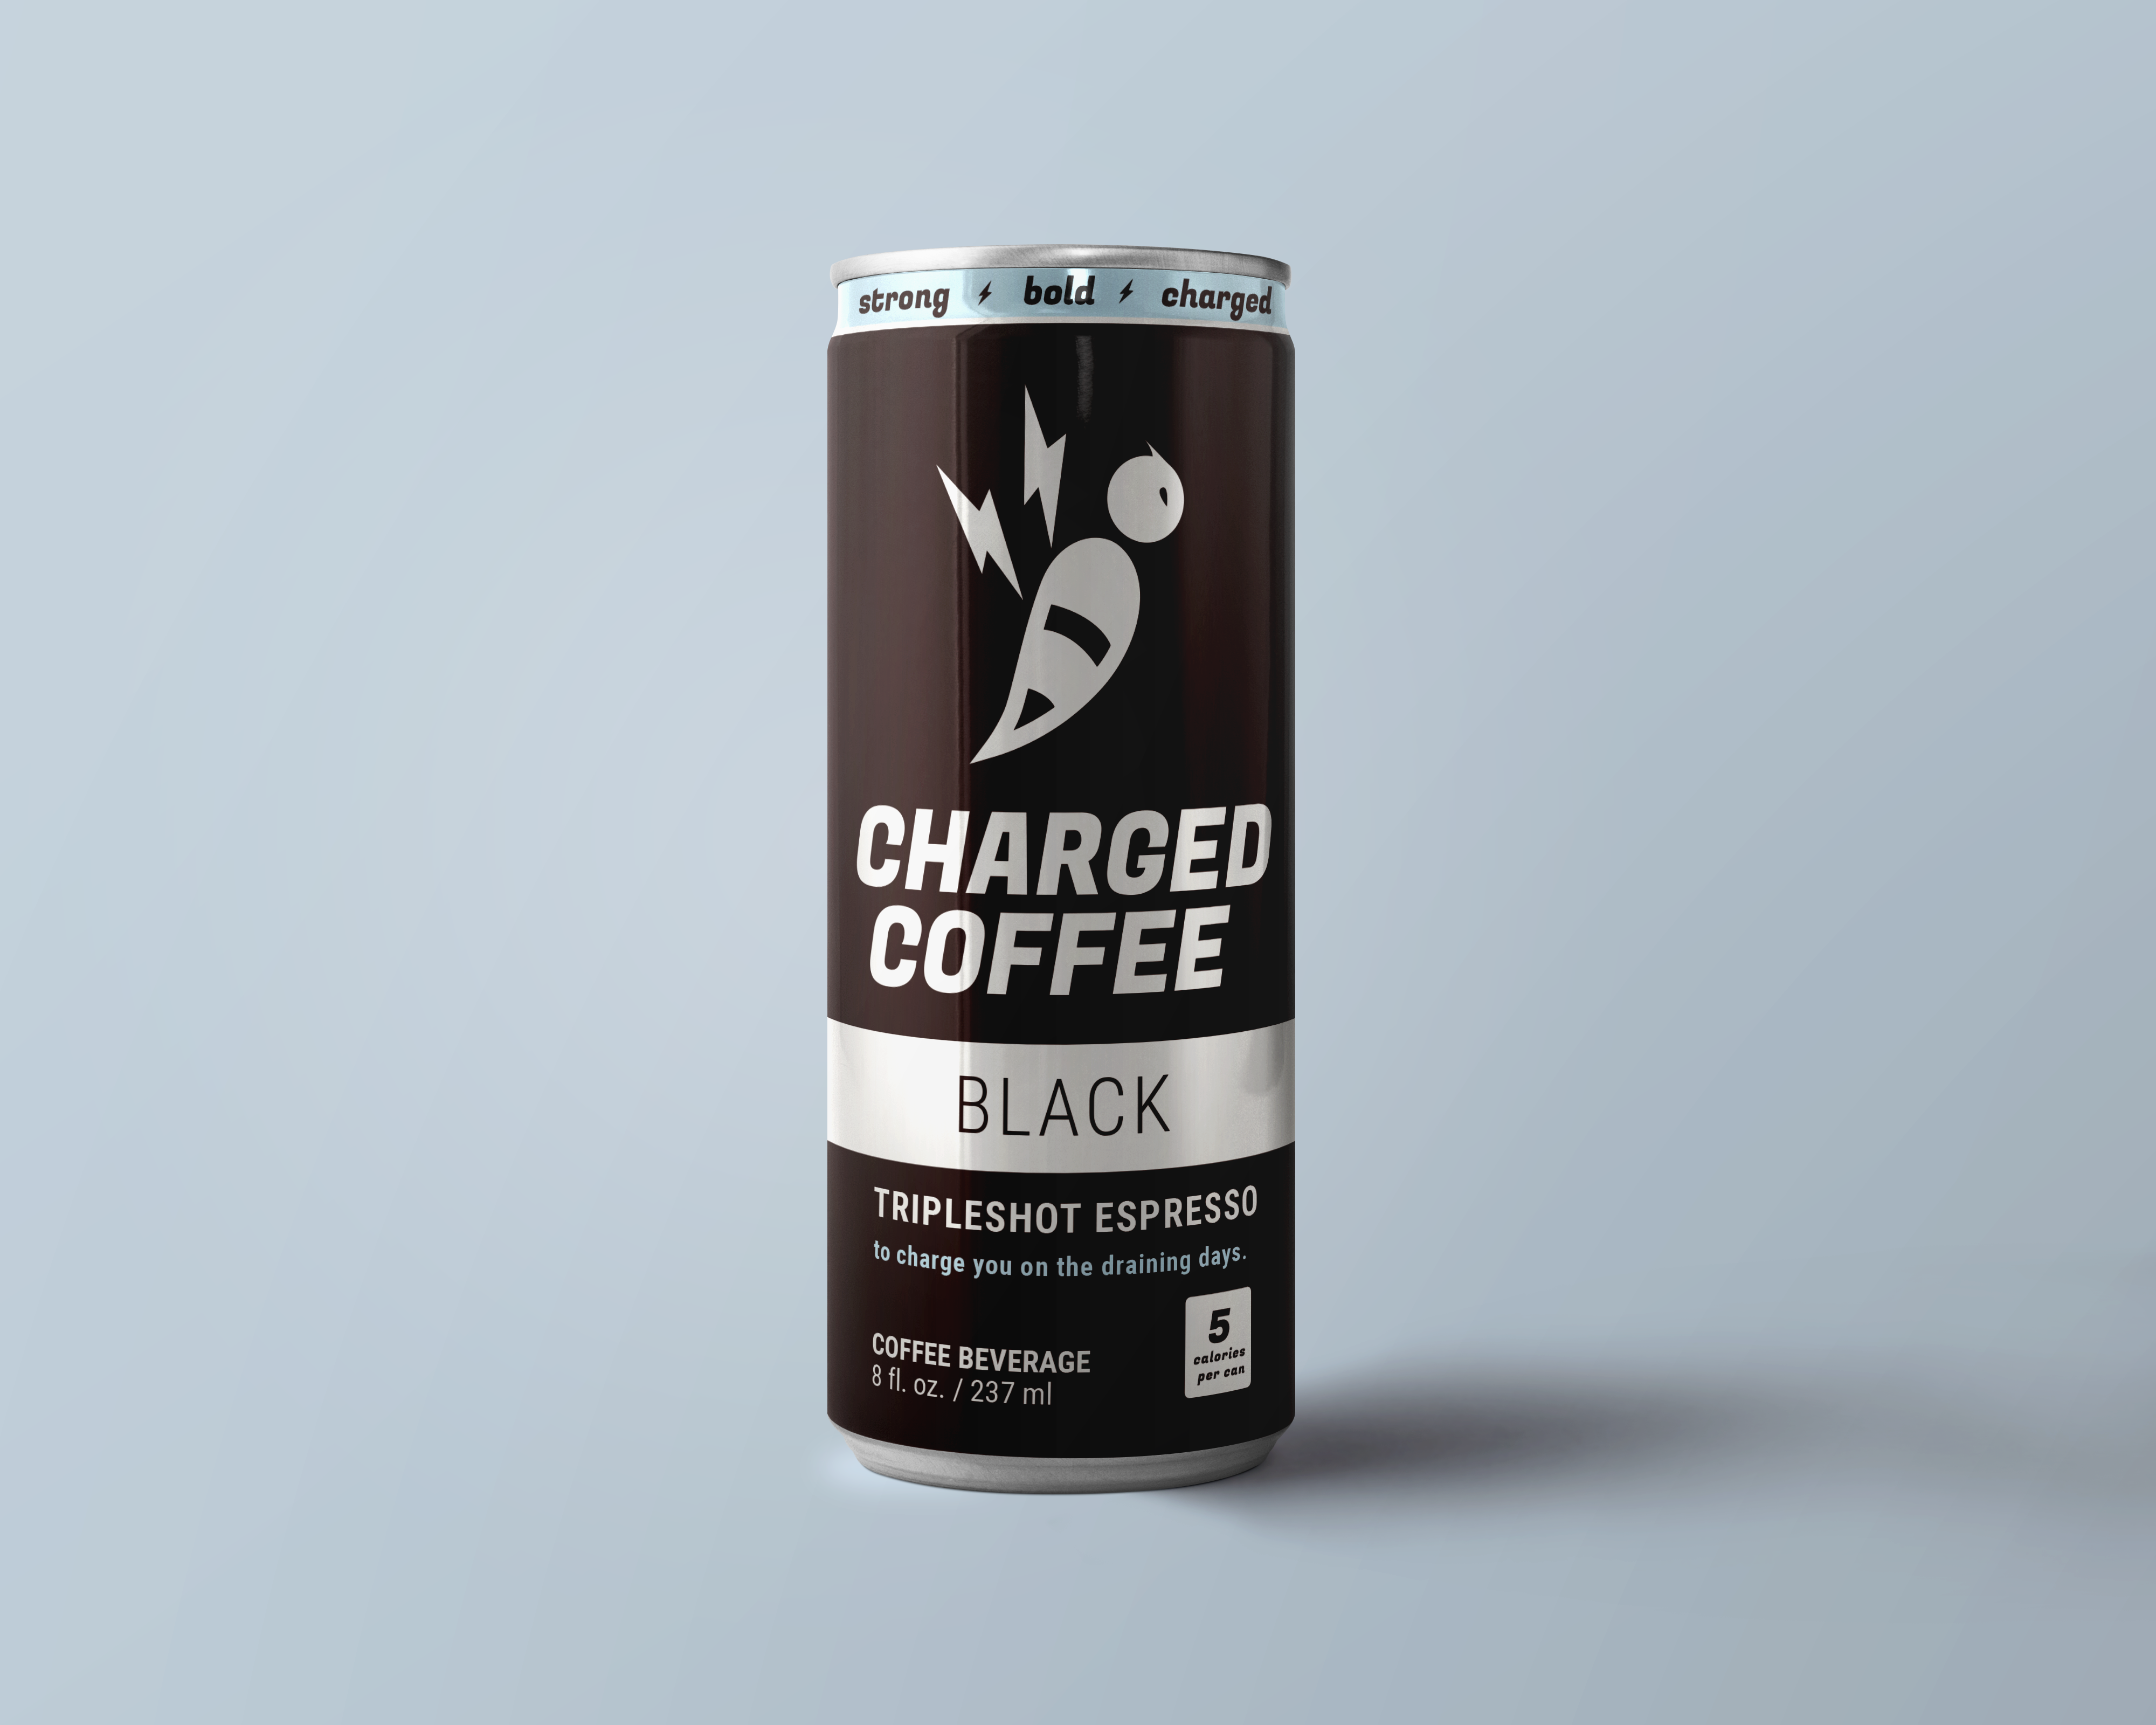 strong bold charged
CHARGED
COFFEE
BLACK
TRIPLESHOT ESPRESSO
to charge you on the draining days.
COFFEE BEVERAGE
8 fl. oz. / 237 ml
5
calories
per can